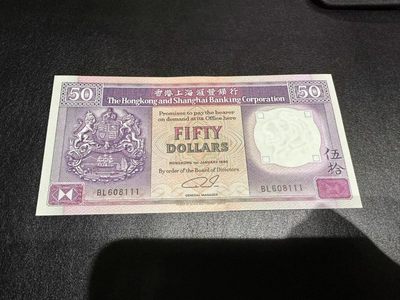 香港上海滙豐銀行
50 The Hongkong and Shanghai Banking Corporation 50
Promises to pay the bearer
on demand at its Office here
FIFTY
DOLLARS
By order of the Board of Directors
伍拾
BL608111
BL608111
GENERAL MANAGER